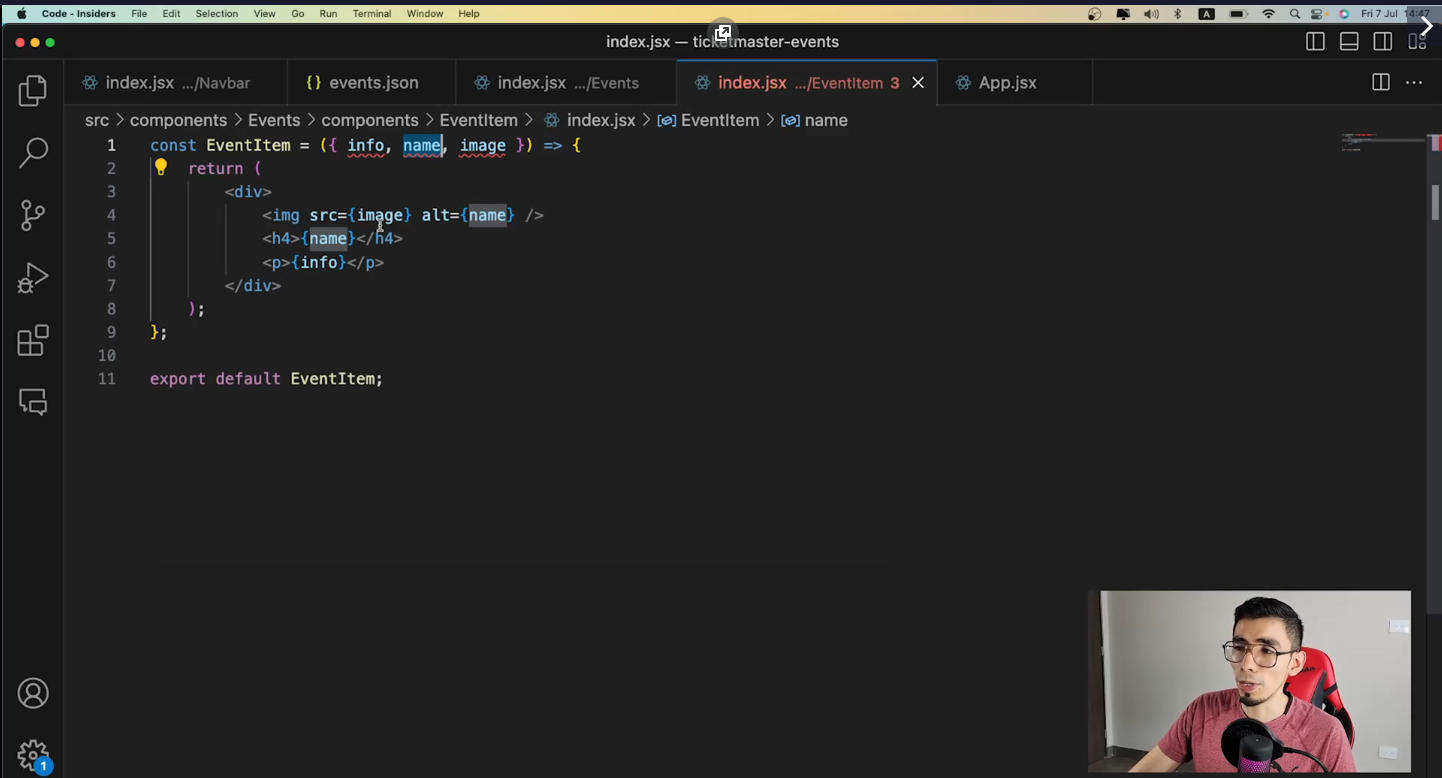 Code - Insiders File Edit Selection View Go Run Terminal Window Help A Fri 7 Jul 14:47
index.jsx — ticketmaster-events
index.jsx .../Navbar {} events.json index.jsx .../Events index.jsx .../EventItem 3 App.jsx
src > components > Events > components > EventItem > index.jsx > EventItem > name
1 const EventItem = ({ info, name, image }) => {
2 return (
3 <div>
4 <img src={image} alt={name} />
5 <h4>{name}</h4>
6 <p>{info}</p>
7 </div>
8 );
9 };
10
11 export default EventItem;
1